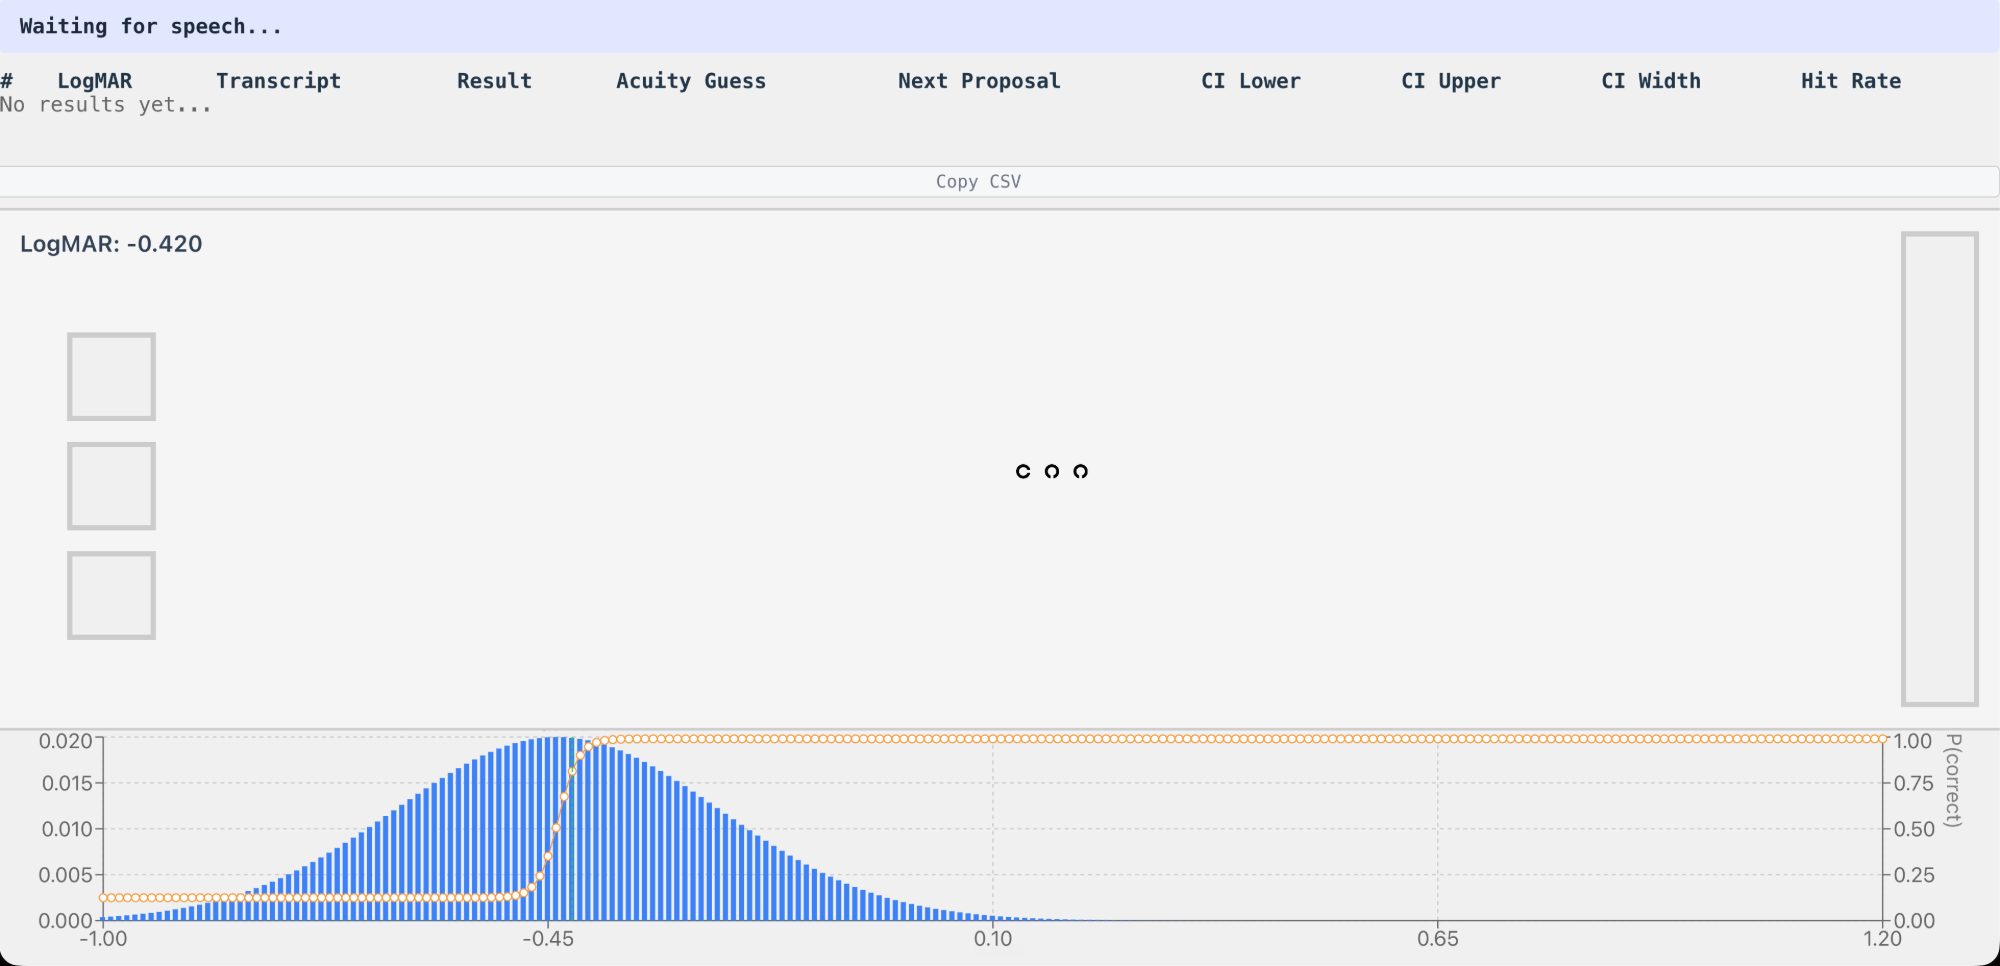 Waiting for speech...
# LogMAR Transcript Result Acuity Guess Next Proposal CI Lower CI Upper CI Width Hit Rate
No results yet...
Copy CSV
LogMAR: -0.420
0.020
0.015
0.010
0.005
0.000
-1.00 -0.45 0.10 0.65 1.20
1.00
0.75
0.50
0.25
0.00
P(correct)